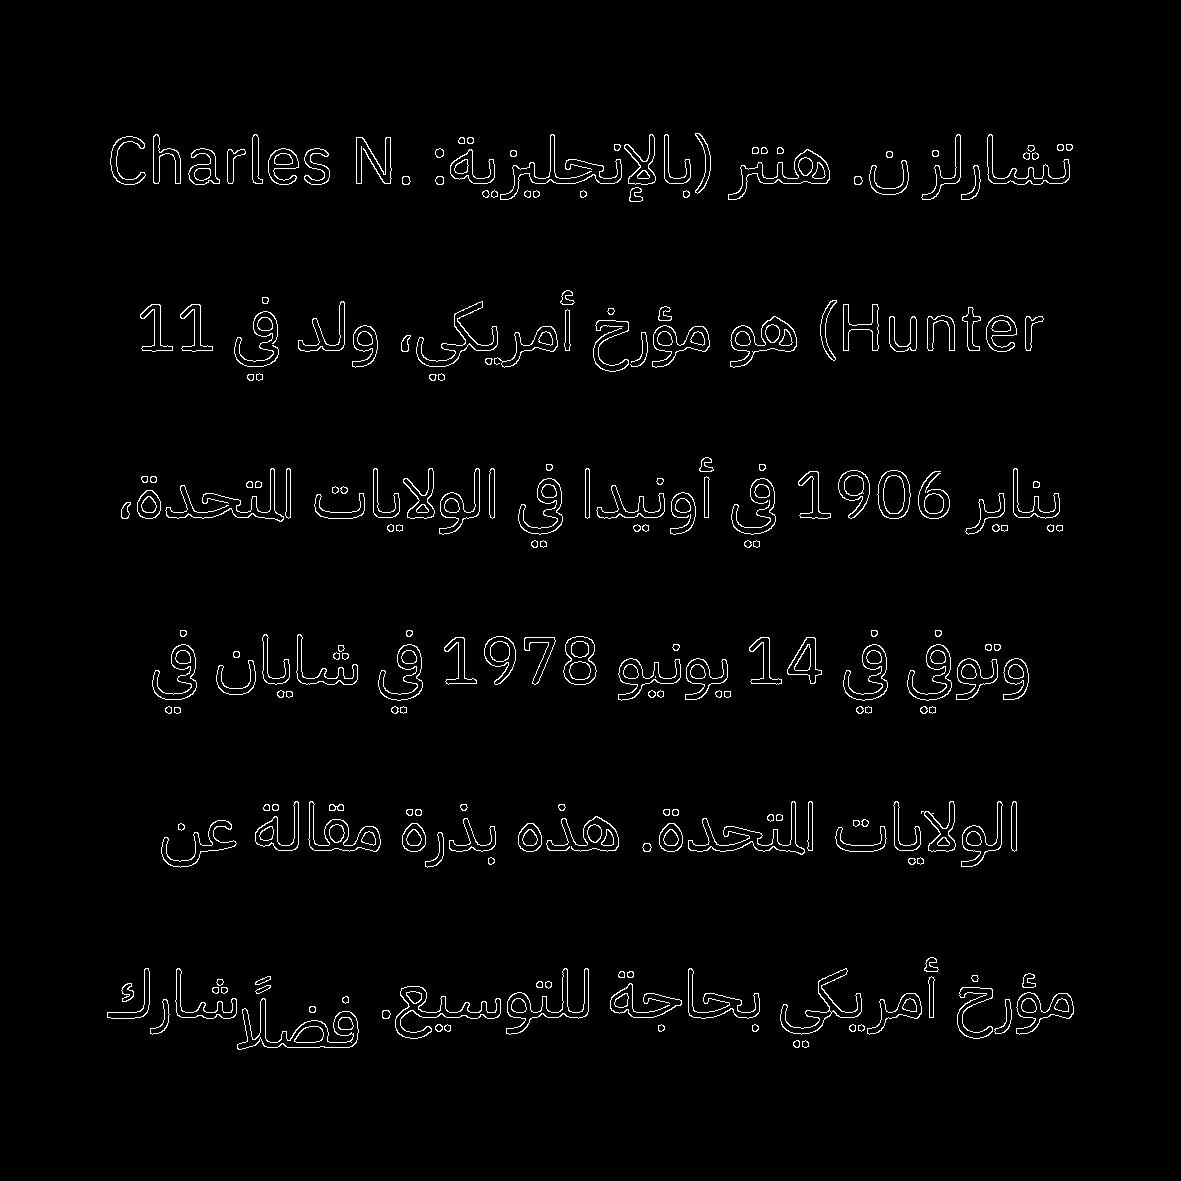 تشارلز ن. هنتر (بالإنجليزية: Charles N.
Hunter) هو مؤرخ أمريكي، ولد في 11
يناير 1906 في أونيدا في الولايات المتحدة،
وتوفي في 14 يونيو 1978 في شايان في
الولايات المتحدة. هذه بذرة مقالة عن
مؤرخ أمريكي بحاجة للتوسيع. فضلًا شارك